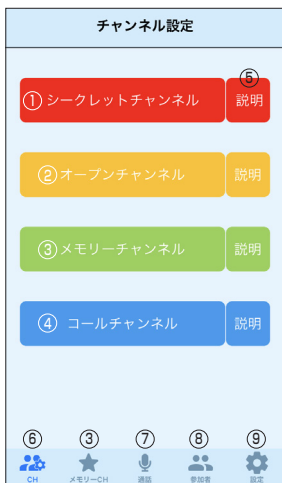 チャンネル設定
⑤
①シークレットチャンネル 説明
②オープンチャンネル 説明
③メモリーチャンネル 説明
④ コールチャンネル 説明
⑥ ③ ⑦ ⑧ ⑨
CH メモリーCH 通話 参加者 設定